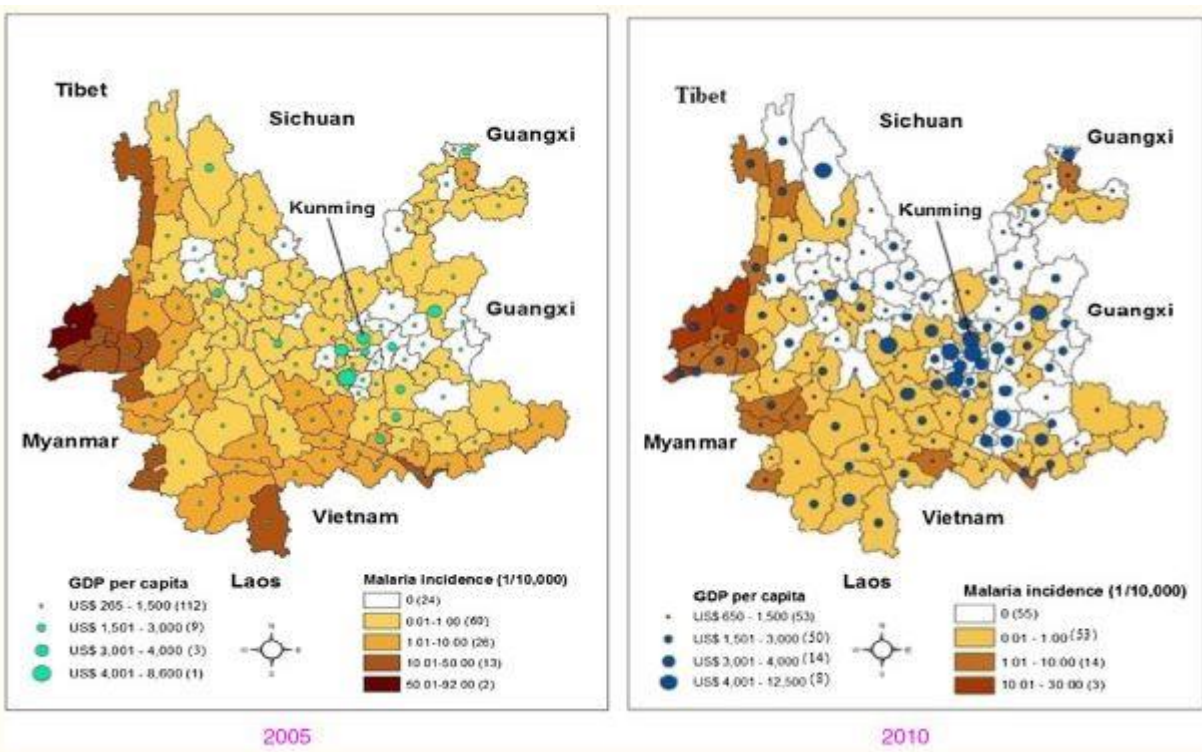 Tibet
Sichuan
Guangxi
Kunming
Guangxi
Myanmar
Vietnam
Laos
GDP per capita
US$ 265 - 1,500 (112)
US$ 1,501 - 3,000 (9)
US$ 3,001 - 4,000 (3)
US$ 4,001 - 8,600 (1)
Malaria incidence (1/10,000)
0 (24)
0.01 - 1.00 (60)
1.01 - 10.00 (26)
10.01 - 50.00 (13)
50.01 - 92.00 (2)
2005
Tibet
Sichuan
Guangxi
Kunming
Guangxi
Myanmar
Vietnam
Laos
GDP per capita
US$ 650 - 1,500 (53)
US$ 1,501 - 3,000 (50)
US$ 3,001 - 4,000 (14)
US$ 4,001 - 12,500 (8)
Malaria incidence (1/10,000)
0 (55)
0.01 - 1.00 (53)
1.01 - 10.00 (14)
10.01 - 30.00 (3)
2010